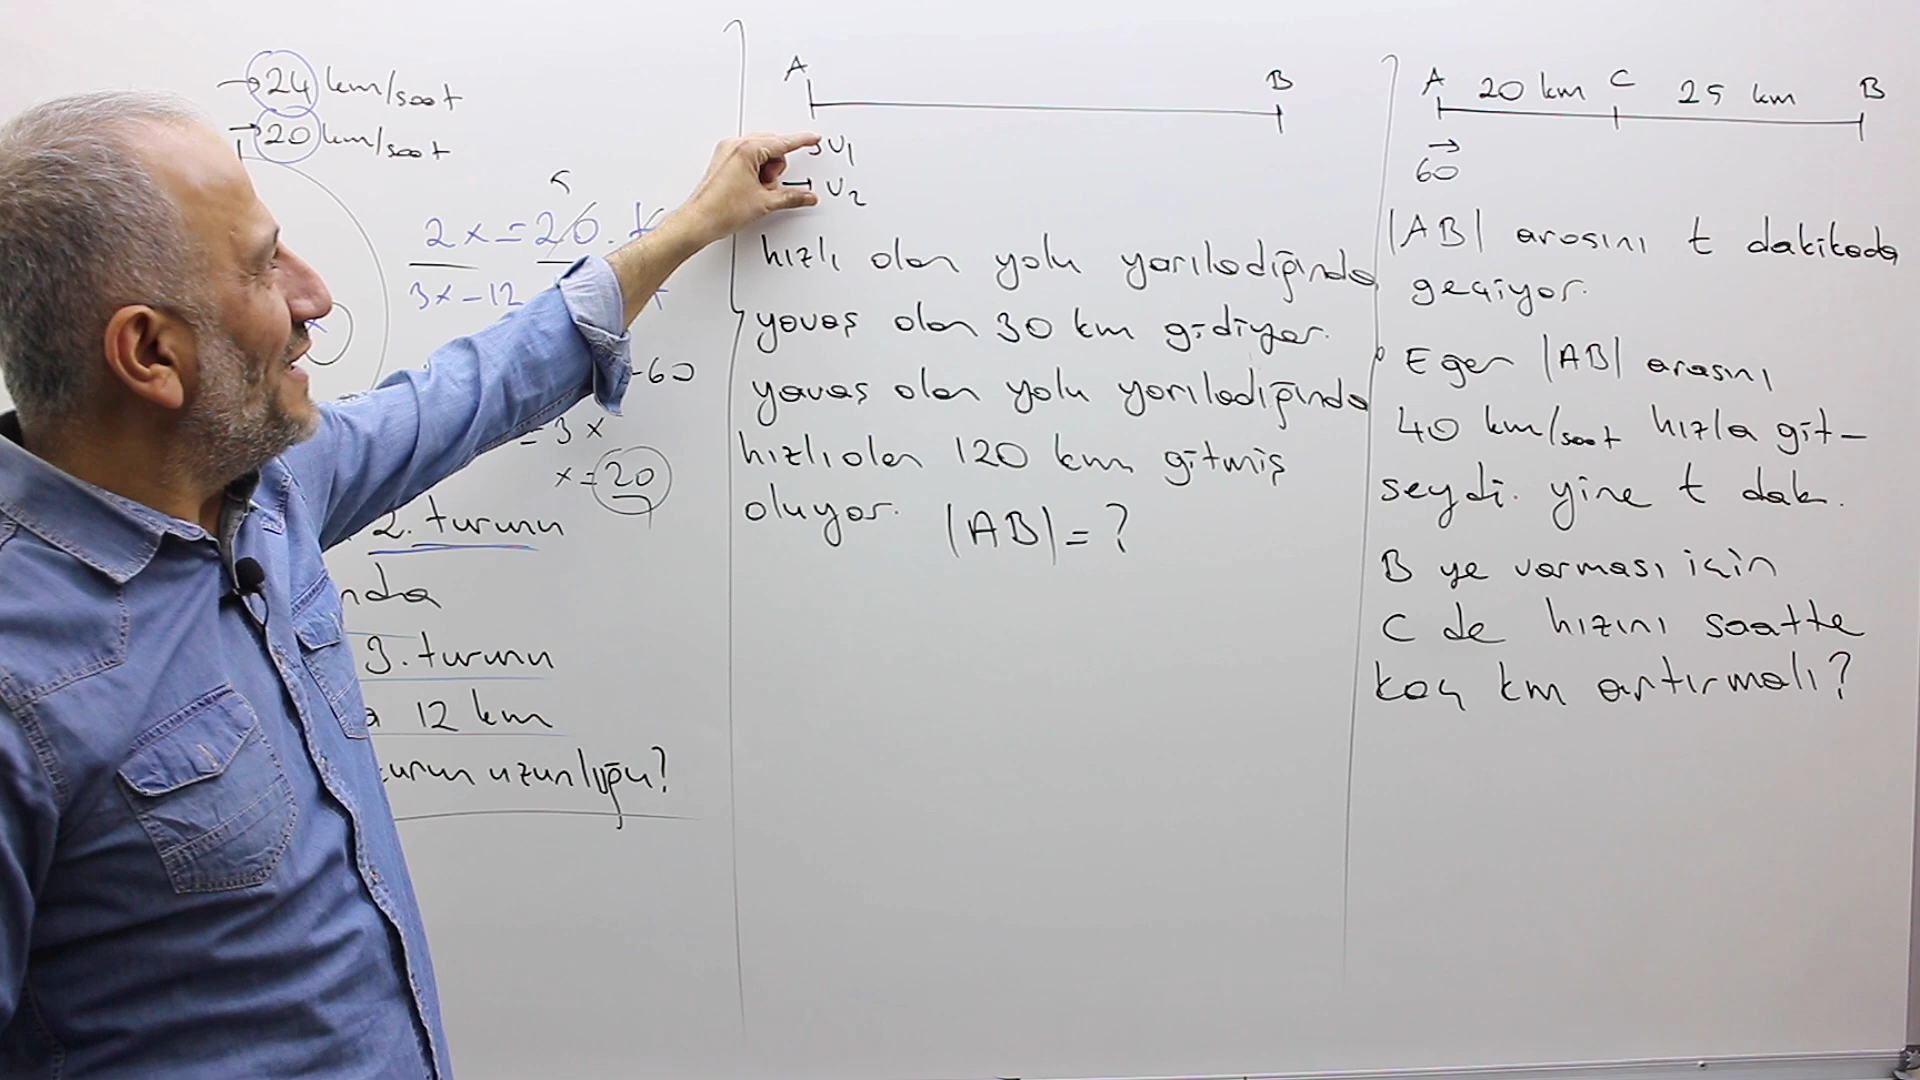 24 km/saat
20 km/saat
5
2x = 20.
3x - 12
-60
= 3x
x = 20
2. turunu
nda
3. turunu
a 12 km
turun uzunluğu?
A B
V1
V2
hızlı olan yolu yarıladığında
yavaş olan 30 km gidiyor.
yavaş olan yolu yarıladığında
hızlı olan 120 km gitmiş
oluyor. |AB| = ?
A 20 km C 25 km B
60
|AB| arasını t dakikada
geçiyor.
Eğer |AB| arasını
40 km/saat hızla git-
seydi. yine t dak.
B ye varması için
C de hızını saatte
kaç km artırmalı?